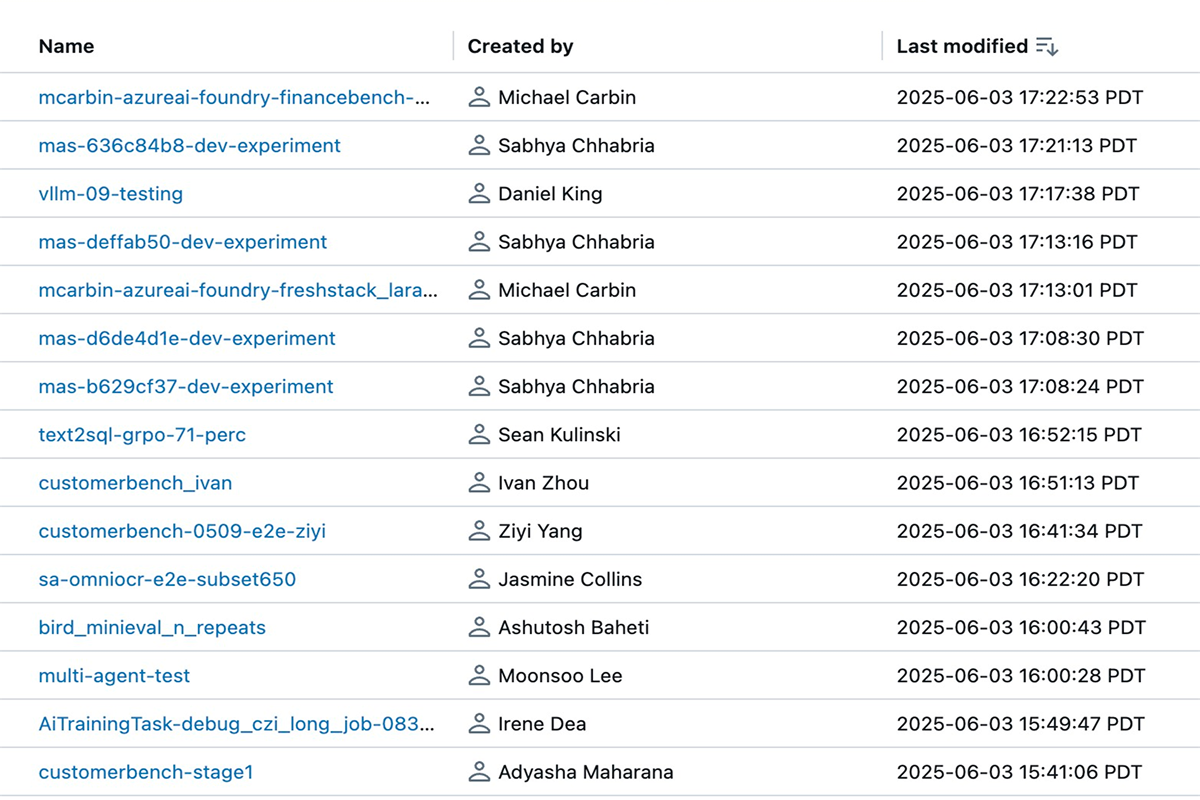 Name Created by Last modified
mcarbin-azureai-foundry-financebench-... Michael Carbin 2025-06-03 17:22:53 PDT
mas-636c84b8-dev-experiment Sabhya Chhabria 2025-06-03 17:21:13 PDT
vllm-09-testing Daniel King 2025-06-03 17:17:38 PDT
mas-deffab50-dev-experiment Sabhya Chhabria 2025-06-03 17:13:16 PDT
mcarbin-azureai-foundry-freshstack_lara... Michael Carbin 2025-06-03 17:13:01 PDT
mas-d6de4d1e-dev-experiment Sabhya Chhabria 2025-06-03 17:08:30 PDT
mas-b629cf37-dev-experiment Sabhya Chhabria 2025-06-03 17:08:24 PDT
text2sql-grpo-71-perc Sean Kulinski 2025-06-03 16:52:15 PDT
customerbench_ivan Ivan Zhou 2025-06-03 16:51:13 PDT
customerbench-0509-e2e-ziyi Ziyi Yang 2025-06-03 16:41:34 PDT
sa-omniocr-e2e-subset650 Jasmine Collins 2025-06-03 16:22:20 PDT
bird_minieval_n_repeats Ashutosh Baheti 2025-06-03 16:00:43 PDT
multi-agent-test Moonsoo Lee 2025-06-03 16:00:28 PDT
AiTrainingTask-debug_czi_long_job-083... Irene Dea 2025-06-03 15:49:47 PDT
customerbench-stage1 Adyasha Maharana 2025-06-03 15:41:06 PDT